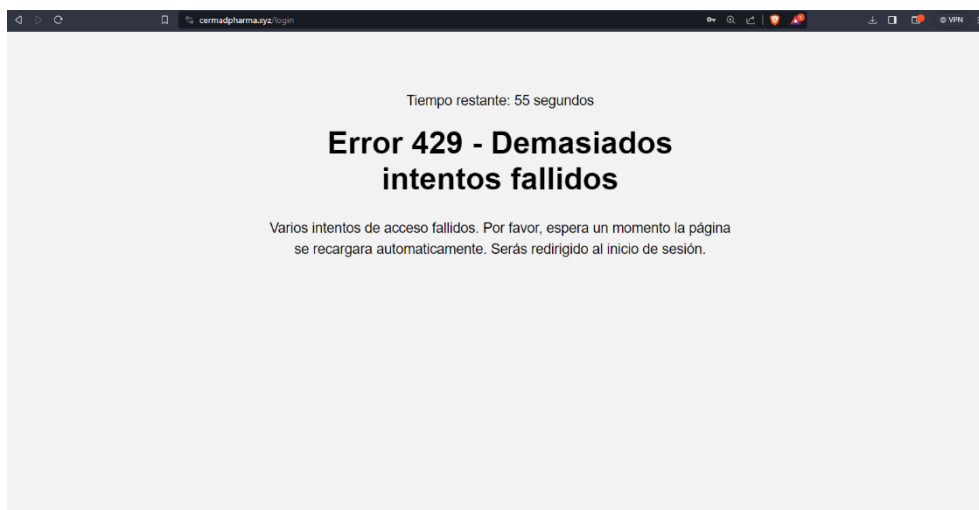 cermadpharma.xyz/login
VPN
Tiempo restante: 55 segundos
Error 429 - Demasiados
intentos fallidos
Varios intentos de acceso fallidos. Por favor, espera un momento la página
se recargara automaticamente. Serás redirigido al inicio de sesión.